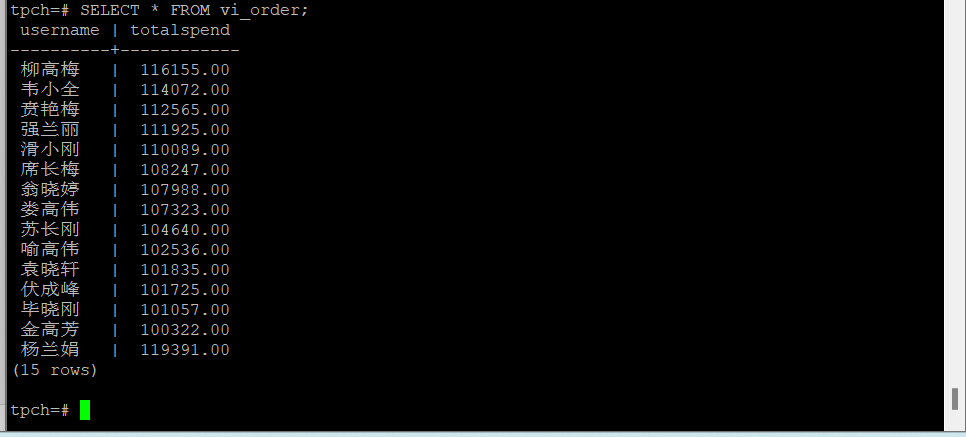 tpch=# SELECT * FROM vi_order;
 username | totalspend
----------+------------
 柳高梅   |  116155.00
 韦小全   |  114072.00
 贲艳梅   |  112565.00
 强兰丽   |  111925.00
 滑小刚   |  110089.00
 席长梅   |  108247.00
 翁晓婷   |  107988.00
 娄高伟   |  107323.00
 苏长刚   |  104640.00
 喻高伟   |  102536.00
 袁晓轩   |  101835.00
 伏成峰   |  101725.00
 毕晓刚   |  101057.00
 金高芳   |  100322.00
 杨兰娟   |  119391.00
(15 rows)
tpch=#